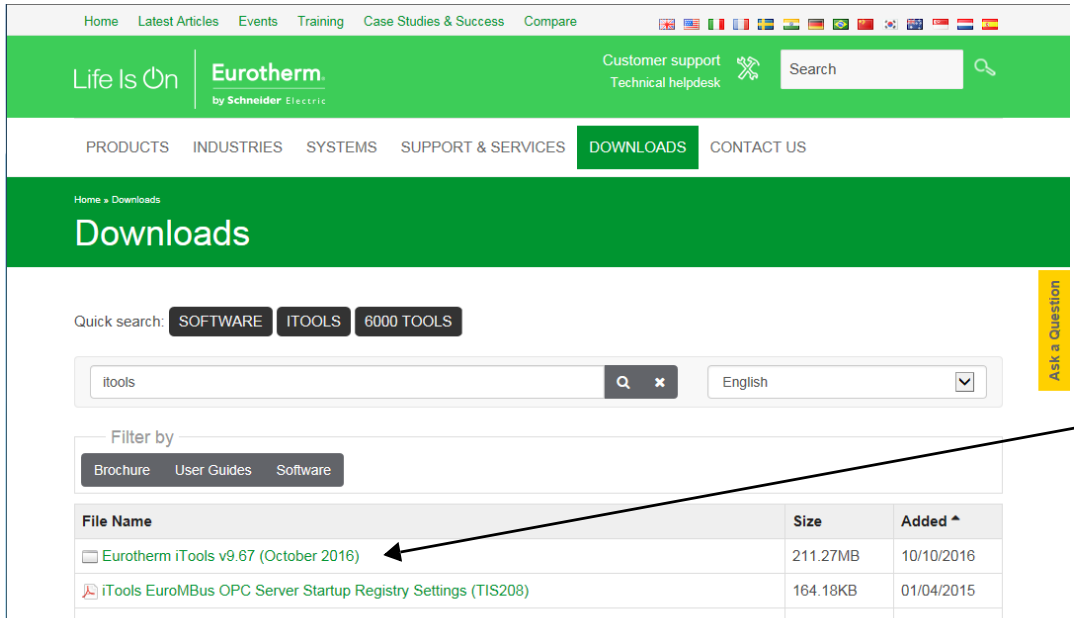 Home Latest Articles Events Training Case Studies & Success Compare
Life Is On
Eurotherm.
by Schneider Electric
Customer support
Technical helpdesk
Search
PRODUCTS INDUSTRIES SYSTEMS SUPPORT & SERVICES DOWNLOADS CONTACT US
Home » Downloads
Downloads
Ask a Question
Quick search: SOFTWARE ITOOLS 6000 TOOLS
itools English
Filter by
Brochure User Guides Software
File Name Size Added
Eurotherm iTools v9.67 (October 2016) 211.27MB 10/10/2016
iTools EuroMBus OPC Server Startup Registry Settings (TIS208) 164.18KB 01/04/2015